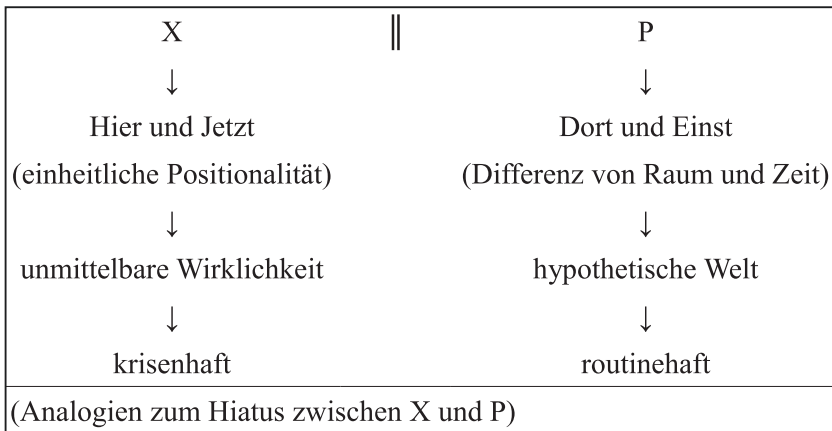 X ‖ P
↓ ↓
Hier und Jetzt Dort und Einst
(einheitliche Positionalität) (Differenz von Raum und Zeit)
↓ ↓
unmittelbare Wirklichkeit hypothetische Welt
↓ ↓
krisenhaft routinehaft
(Analogien zum Hiatus zwischen X und P)